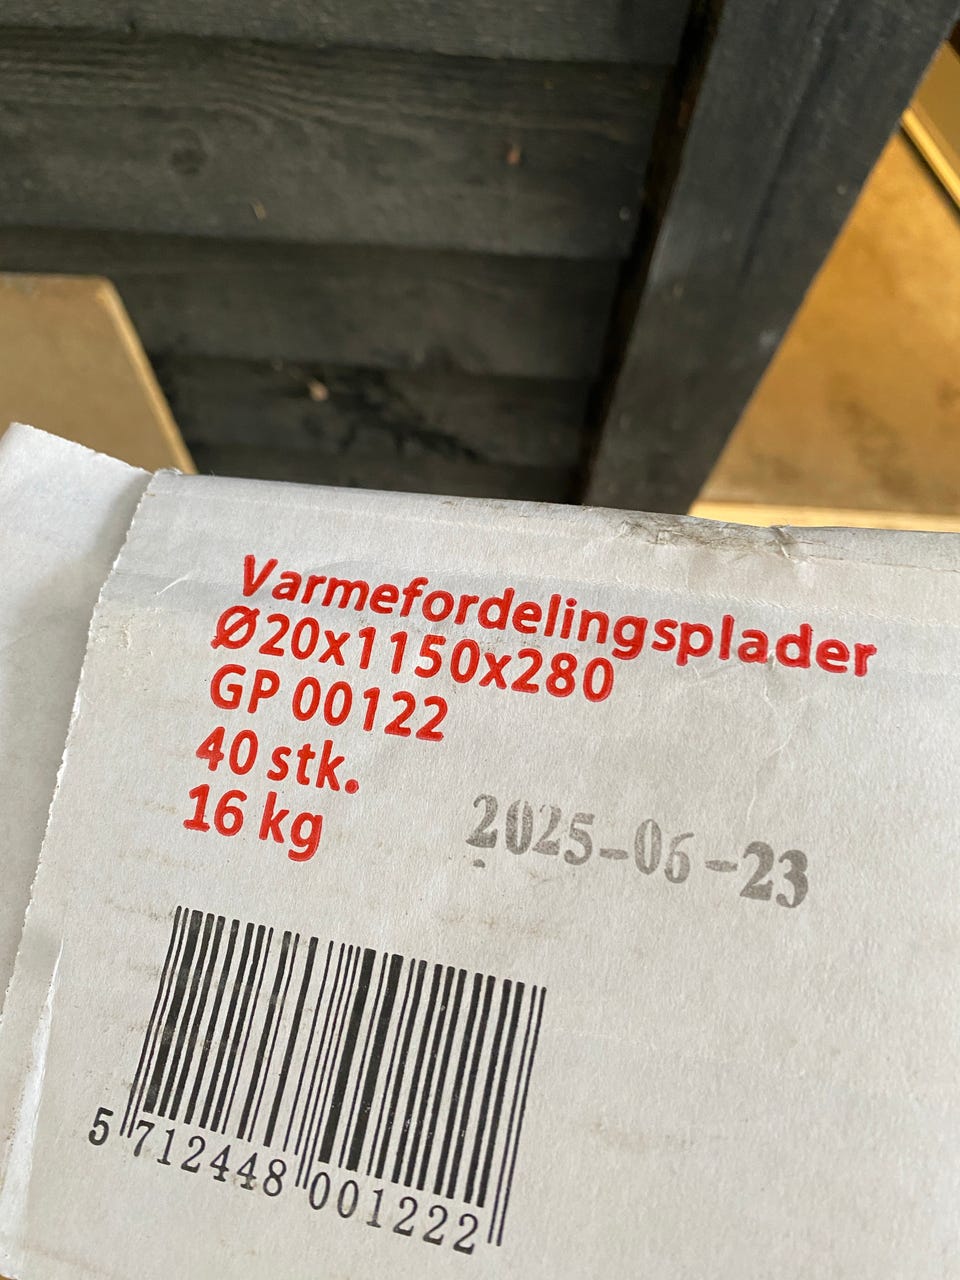 Varmefordelingsplader
Ø20x1150x280
GP 00122
40 stk.
16 kg
2025-06-23
5 712448 001222